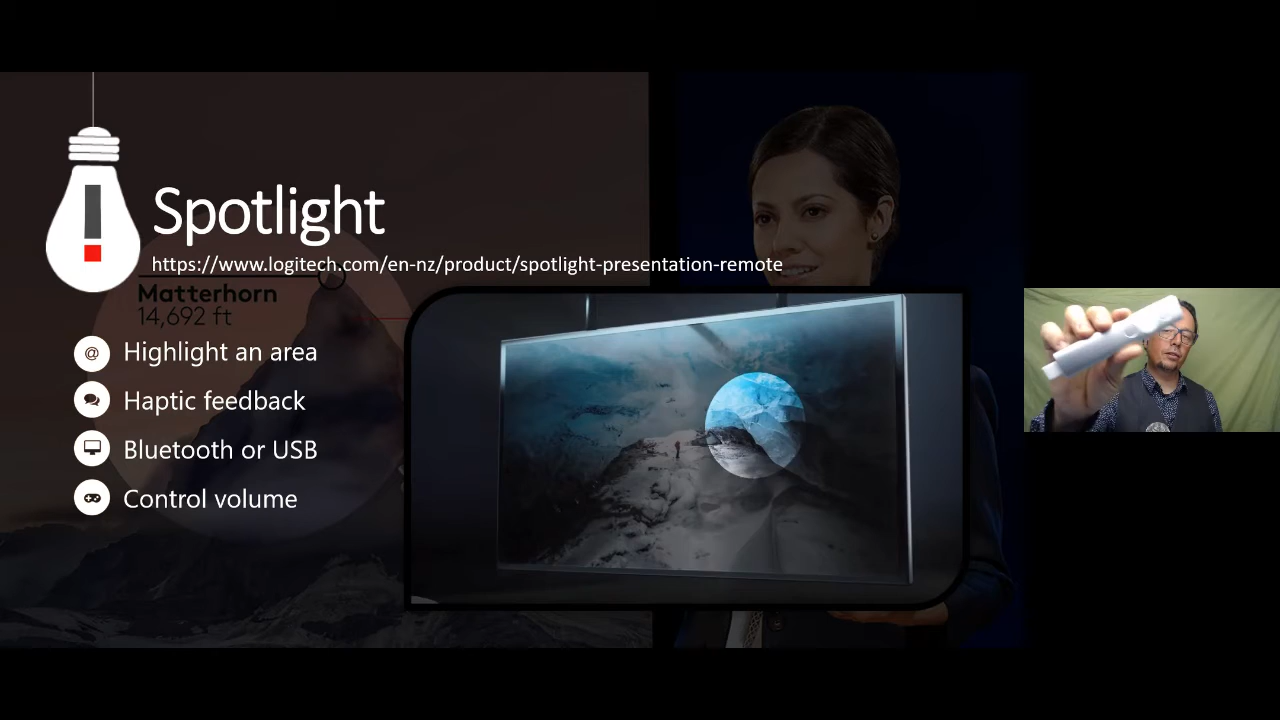 Spotlight
https://www.logitech.com/en-nz/product/spotlight-presentation-remote
Matterhorn
14,692 ft
@ Highlight an area
Haptic feedback
Bluetooth or USB
Control volume